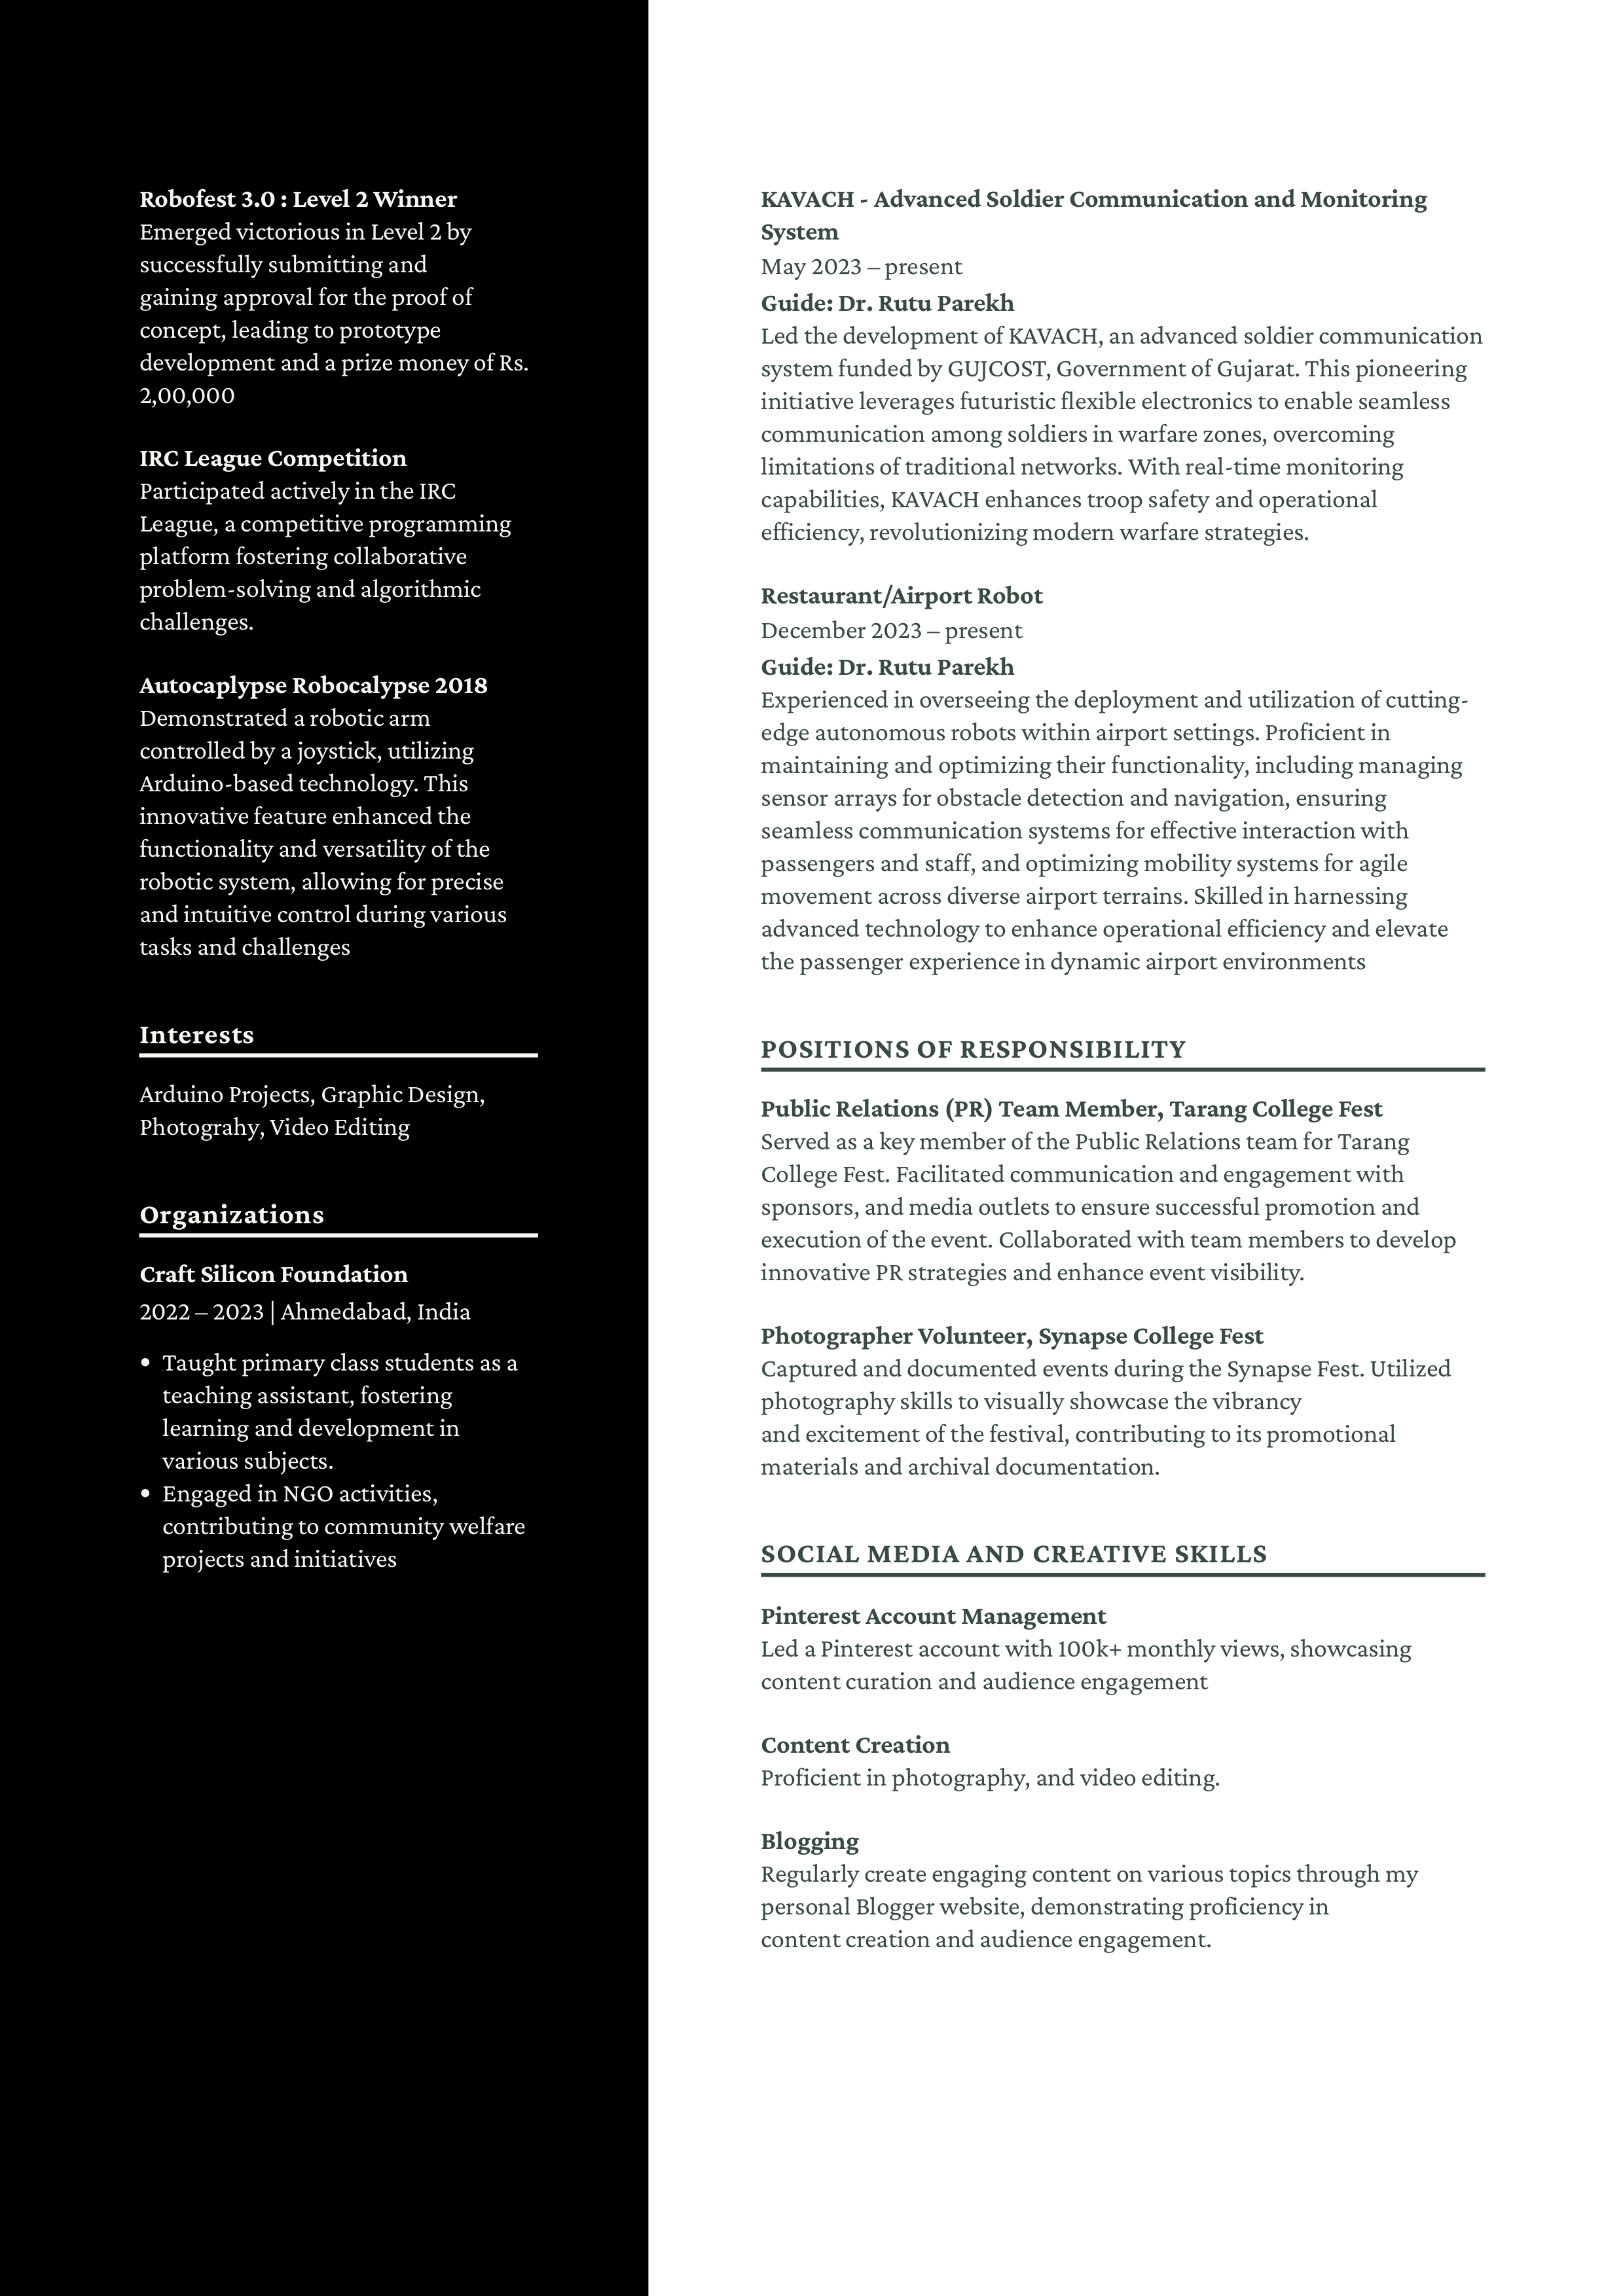 Robofest 3.0 : Level 2 Winner
Emerged victorious in Level 2 by
successfully submitting and
gaining approval for the proof of
concept, leading to prototype
development and a prize money of Rs.
2,00,000
IRC League Competition
Participated actively in the IRC
League, a competitive programming
platform fostering collaborative
problem-solving and algorithmic
challenges.
Autocaplypse Robocalypse 2018
Demonstrated a robotic arm
controlled by a joystick, utilizing
Arduino-based technology. This
innovative feature enhanced the
functionality and versatility of the
robotic system, allowing for precise
and intuitive control during various
tasks and challenges
Interests
Arduino Projects, Graphic Design,
Photograhy, Video Editing
Organizations
Craft Silicon Foundation
2022 – 2023 | Ahmedabad, India
• Taught primary class students as a
teaching assistant, fostering
learning and development in
various subjects.
• Engaged in NGO activities,
contributing to community welfare
projects and initiatives
KAVACH - Advanced Soldier Communication and Monitoring
System
May 2023 – present
Guide: Dr. Rutu Parekh
Led the development of KAVACH, an advanced soldier communication
system funded by GUJCOST, Government of Gujarat. This pioneering
initiative leverages futuristic flexible electronics to enable seamless
communication among soldiers in warfare zones, overcoming
limitations of traditional networks. With real-time monitoring
capabilities, KAVACH enhances troop safety and operational
efficiency, revolutionizing modern warfare strategies.
Restaurant/Airport Robot
December 2023 – present
Guide: Dr. Rutu Parekh
Experienced in overseeing the deployment and utilization of cutting-
edge autonomous robots within airport settings. Proficient in
maintaining and optimizing their functionality, including managing
sensor arrays for obstacle detection and navigation, ensuring
seamless communication systems for effective interaction with
passengers and staff, and optimizing mobility systems for agile
movement across diverse airport terrains. Skilled in harnessing
advanced technology to enhance operational efficiency and elevate
the passenger experience in dynamic airport environments
POSITIONS OF RESPONSIBILITY
Public Relations (PR) Team Member, Tarang College Fest
Served as a key member of the Public Relations team for Tarang
College Fest. Facilitated communication and engagement with
sponsors, and media outlets to ensure successful promotion and
execution of the event. Collaborated with team members to develop
innovative PR strategies and enhance event visibility.
Photographer Volunteer, Synapse College Fest
Captured and documented events during the Synapse Fest. Utilized
photography skills to visually showcase the vibrancy
and excitement of the festival, contributing to its promotional
materials and archival documentation.
SOCIAL MEDIA AND CREATIVE SKILLS
Pinterest Account Management
Led a Pinterest account with 100k+ monthly views, showcasing
content curation and audience engagement
Content Creation
Proficient in photography, and video editing.
Blogging
Regularly create engaging content on various topics through my
personal Blogger website, demonstrating proficiency in
content creation and audience engagement.